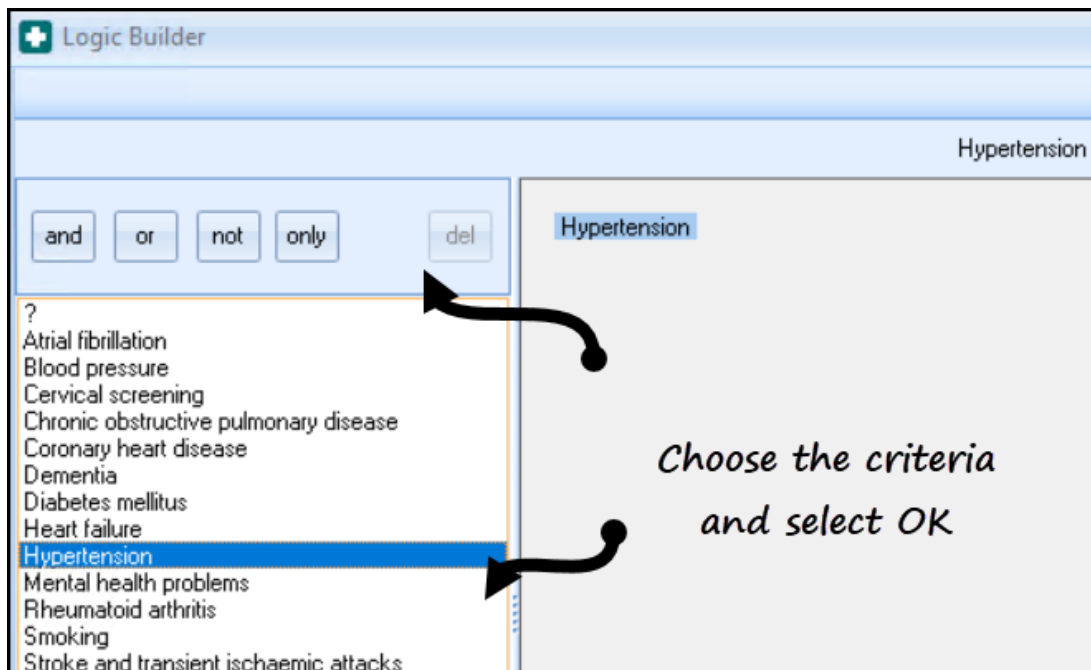 Logic Builder
Hypertension
and or not only del
Hypertension
?
Atrial fibrillation
Blood pressure
Cervical screening
Chronic obstructive pulmonary disease
Coronary heart disease
Dementia
Diabetes mellitus
Heart failure
Hypertension
Mental health problems
Rheumatoid arthritis
Smoking
Stroke and transient ischaemic attacks
Choose the criteria
and select OK